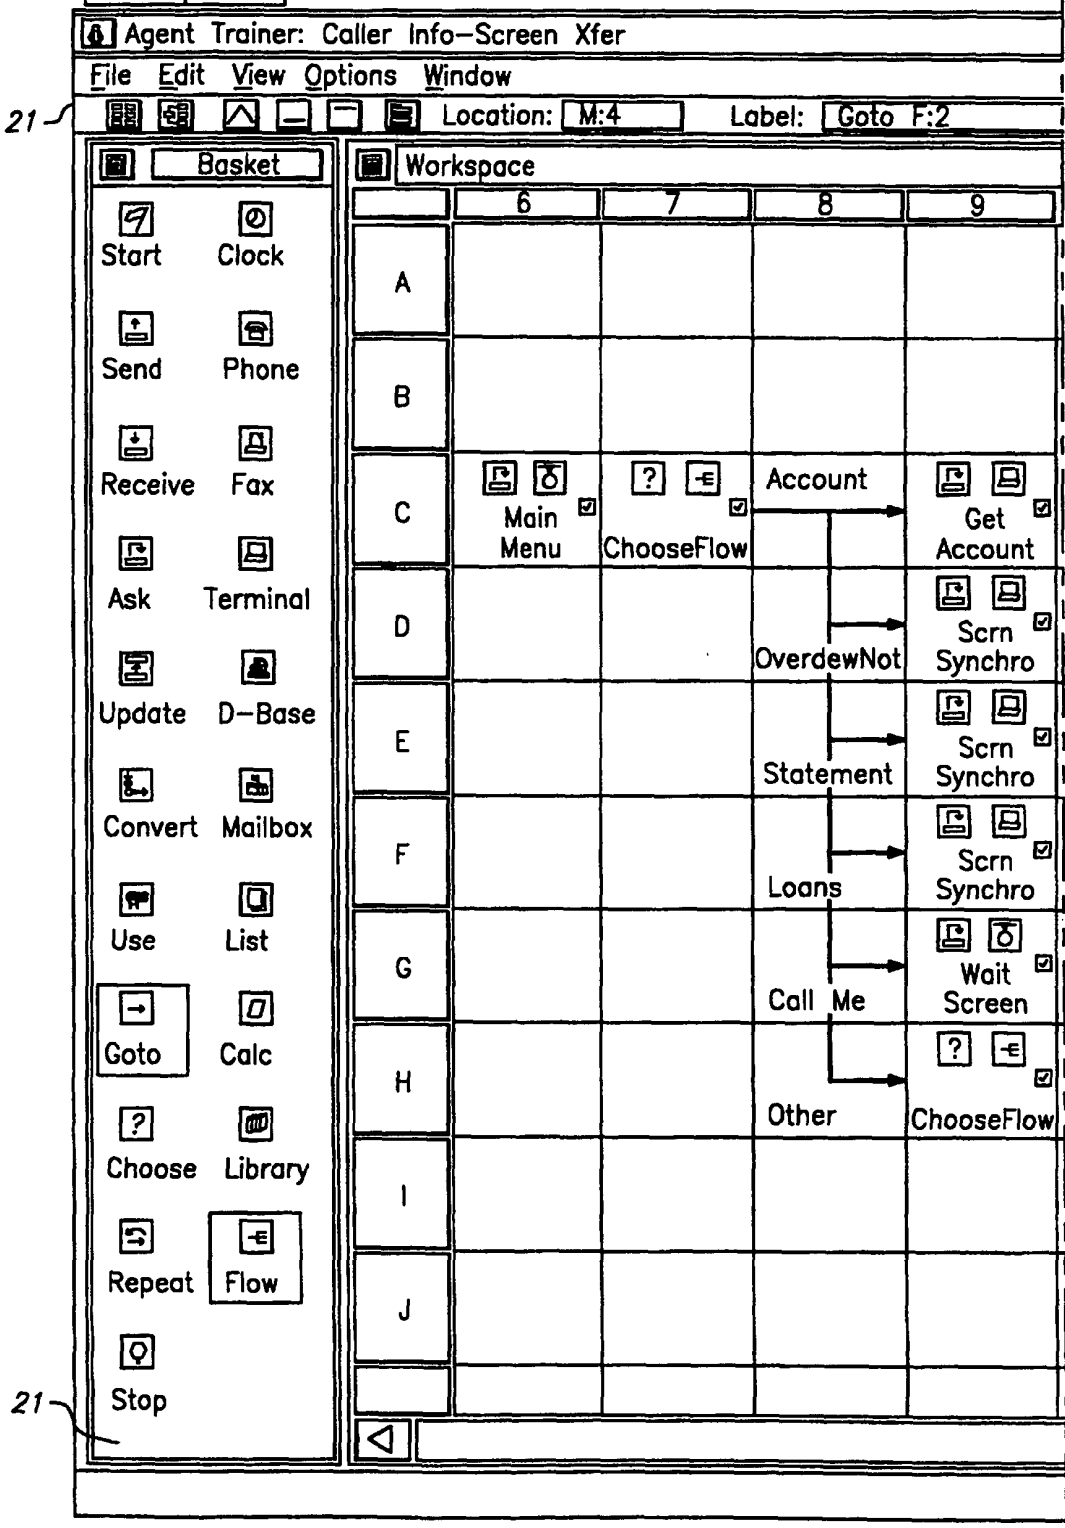 Agent Trainer: Caller Info-Screen Xfer
File Edit View Options Window
21
Location: M:4 Label: Goto F:2
Basket
Workspace
6 7 8 9
Start Clock
Send Phone
Receive Fax
Ask Terminal
Update D-Base
Convert Mailbox
Use List
Goto Calc
Choose Library
Repeat Flow
Stop
21
A
B
C
Main Menu
? ChooseFlow
Account
Get Account
D
OverdewNot
Scrn Synchro
E
Statement
Scrn Synchro
F
Loans
Scrn Synchro
G
Call Me
Wait Screen
H
Other
? ChooseFlow
I
J